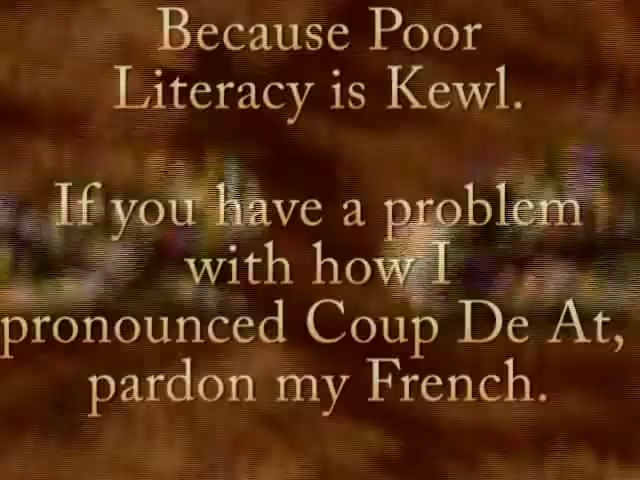 Because Poor
Literacy is Kewl.
If you have a problem
with how I
pronounced Coup De At,
pardon my French.